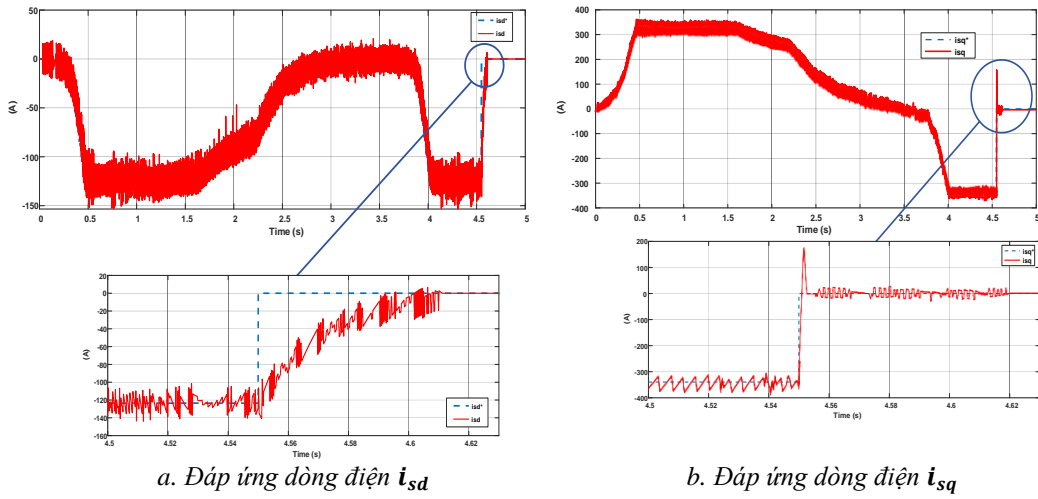 isd*
isd
(A)
50
0
-50
-100
-150
0 0.5 1 1.5 2 2.5 3 3.5 4 4.5 5
Time (s)
isq*
isq
(A)
400
300
200
100
0
-100
-200
-300
-400
0 0.5 1 1.5 2 2.5 3 3.5 4 4.5 5
Time (s)
(A)
20
0
-20
-40
-60
-80
-100
-120
-140
-160
isd*
isd
4.5 4.52 4.54 4.56 4.58 4.6 4.62
Time (s)
isq*
isq
(A)
200
100
0
-100
-200
-300
-400
4.5 4.52 4.54 4.56 4.58 4.6 4.62
Time (s)
a. Đáp ứng dòng điện isd
b. Đáp ứng dòng điện isq